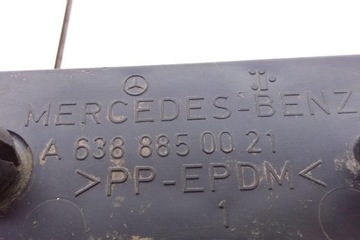 MERCEDES-BENZ
A 638 885 00 21
>PP-EPDM<
1